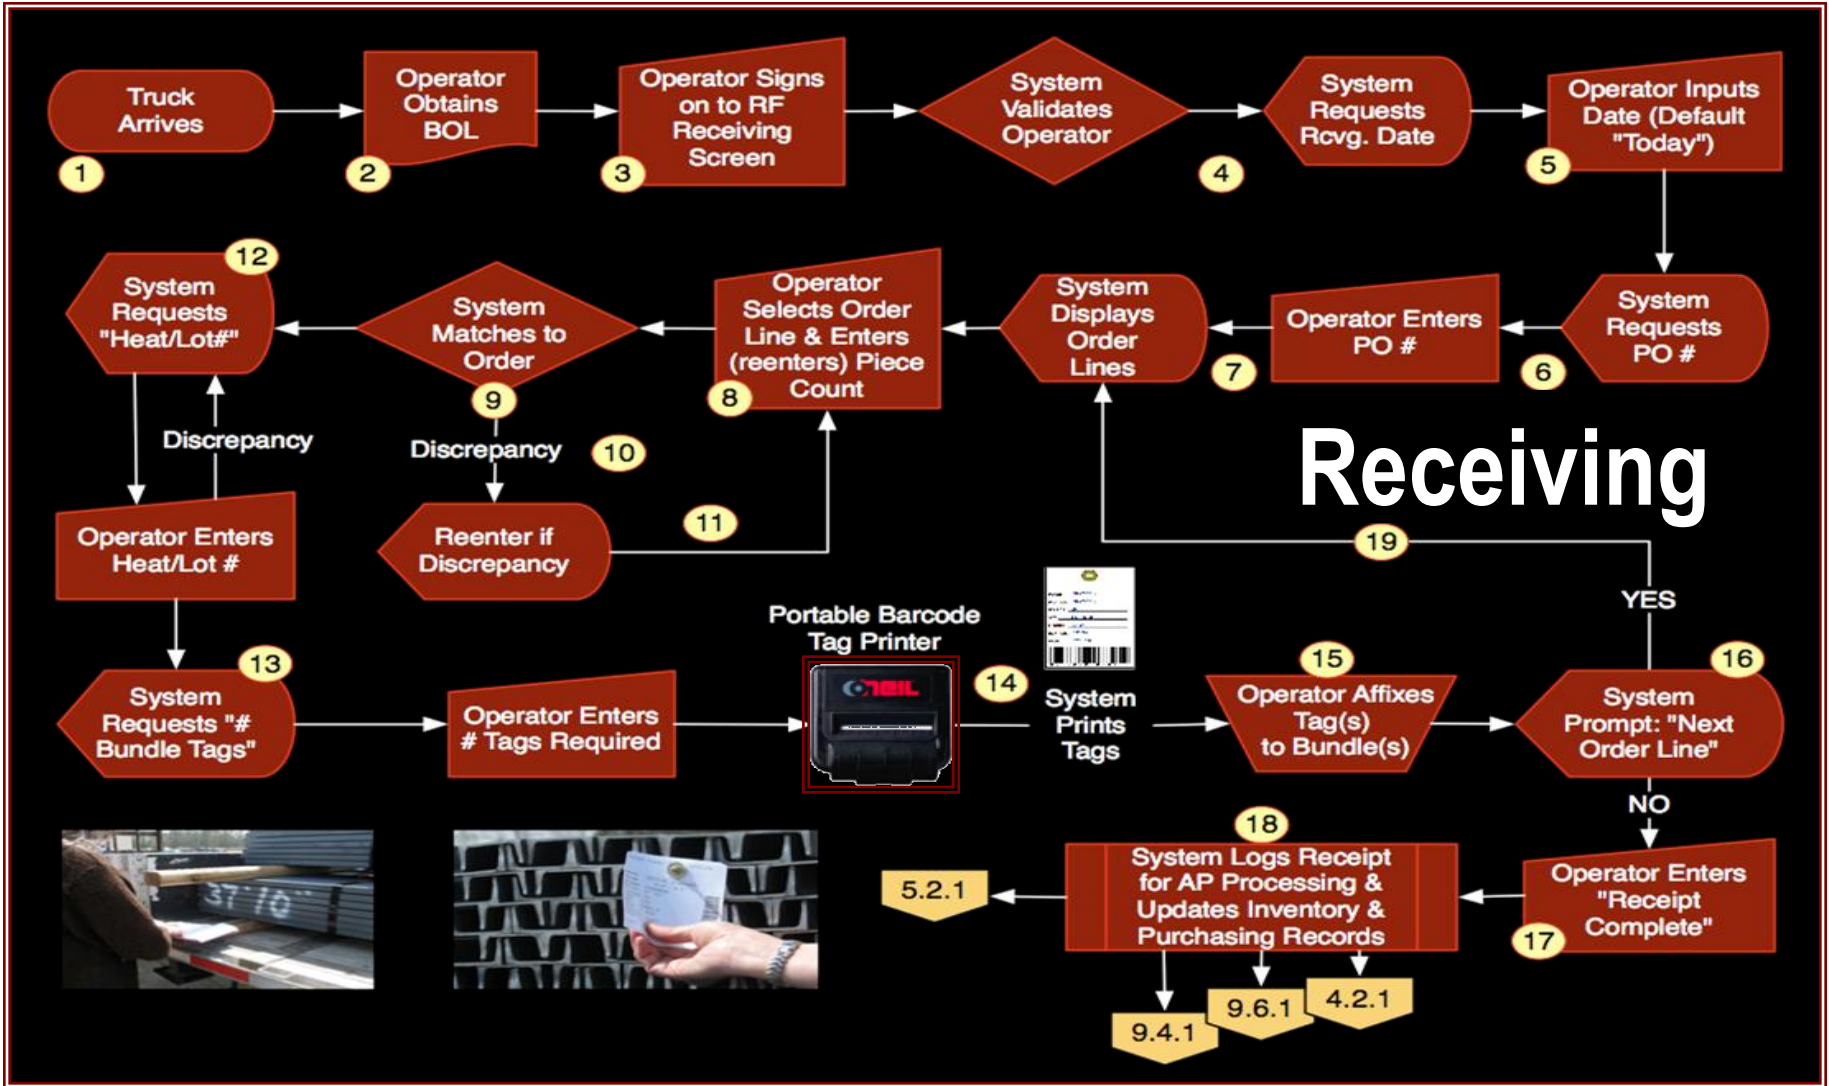 Truck
Arrives
1
Operator
Obtains
BOL
2
Operator Signs
on to RF
Receiving
Screen
3
System
Validates
Operator
4
System
Requests
Rcvg. Date
Operator Inputs
Date (Default
"Today")
5
12
System
Requests
"Heat/Lot#"
System
Matches to
Order
9
Operator
Selects Order
Line & Enters
(reenters) Piece
Count
8
System
Displays
Order
Lines
7
Operator Enters
PO #
6
System
Requests
PO #
Discrepancy
Discrepancy
10
Receiving
Operator Enters
Heat/Lot #
Reenter if
Discrepancy
11
19
YES
Portable Barcode
Tag Printer
13
System
Requests "#
Bundle Tags"
Operator Enters
# Tags Required
O'NEIL
14
System
Prints
Tags
15
Operator Affixes
Tag(s)
to Bundle(s)
16
System
Prompt: "Next
Order Line"
NO
37'10"
18
System Logs Receipt
for AP Processing &
Updates Inventory &
Purchasing Records
5.2.1
Operator Enters
"Receipt
Complete"
17
9.4.1
9.6.1
4.2.1